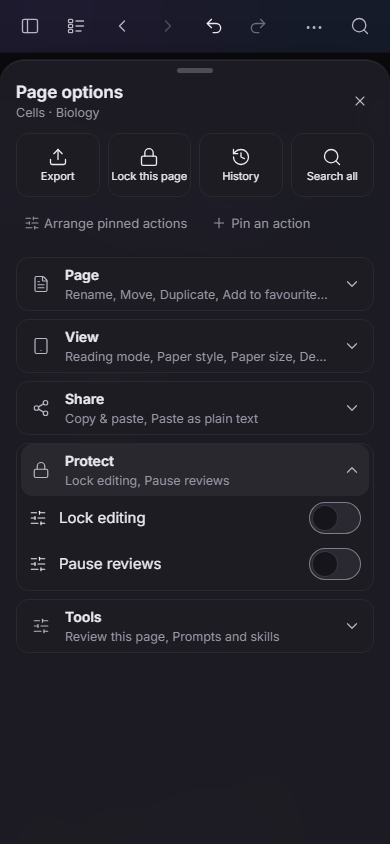 Page options
Cells · Biology
Export
Lock this page
History
Search all
Arrange pinned actions
Pin an action
Page
Rename, Move, Duplicate, Add to favourite...
View
Reading mode, Paper style, Paper size, De...
Share
Copy & paste, Paste as plain text
Protect
Lock editing, Pause reviews
Lock editing
Pause reviews
Tools
Review this page, Prompts and skills